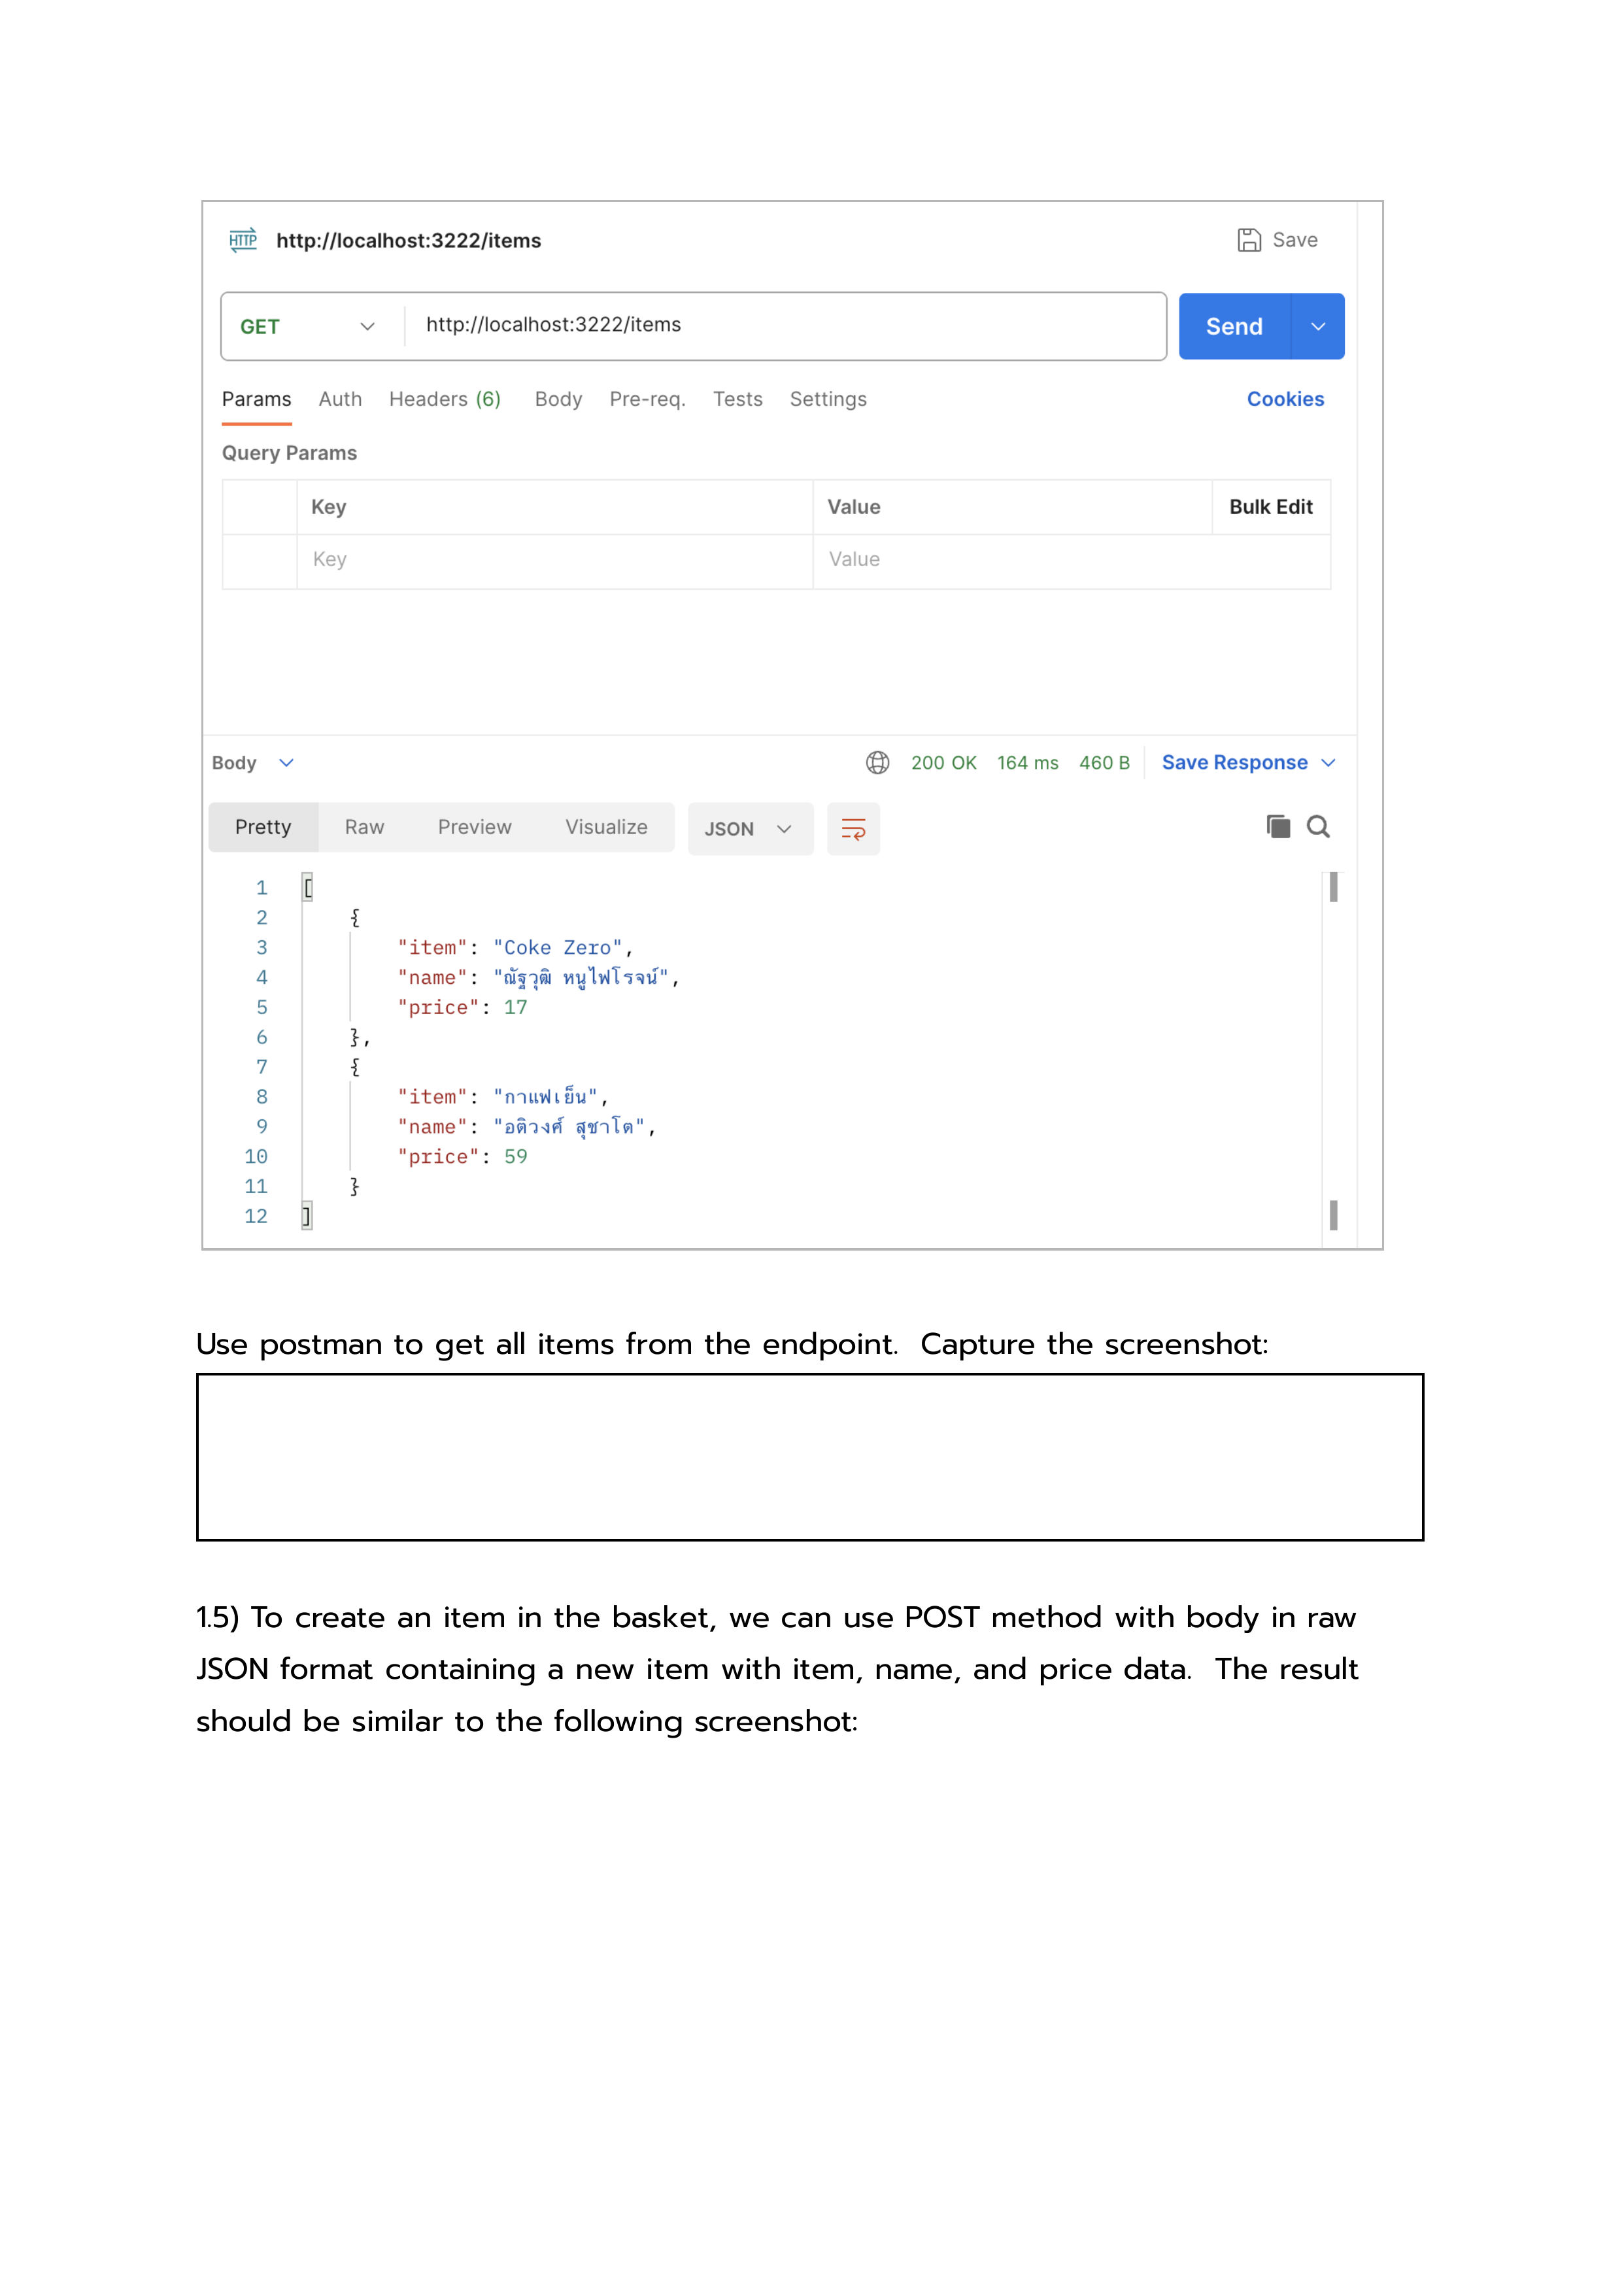 HTTP http://localhost:3222/items Save
GET http://localhost:3222/items Send
Params Auth Headers (6) Body Pre-req. Tests Settings Cookies
Query Params
Key Value Bulk Edit
Key Value
Body 200 OK 164 ms 460 B Save Response
Pretty Raw Preview Visualize JSON
1 [
2 {
3 "item": "Coke Zero",
4 "name": "ณัฐวุฒิ หนูไพโรจน์",
5 "price": 17
6 },
7 {
8 "item": "กาแฟเย็น",
9 "name": "อติวงศ์ สุชาโต",
10 "price": 59
11 }
12 ]
Use postman to get all items from the endpoint. Capture the screenshot:
1.5) To create an item in the basket, we can use POST method with body in raw
JSON format containing a new item with item, name, and price data. The result
should be similar to the following screenshot: